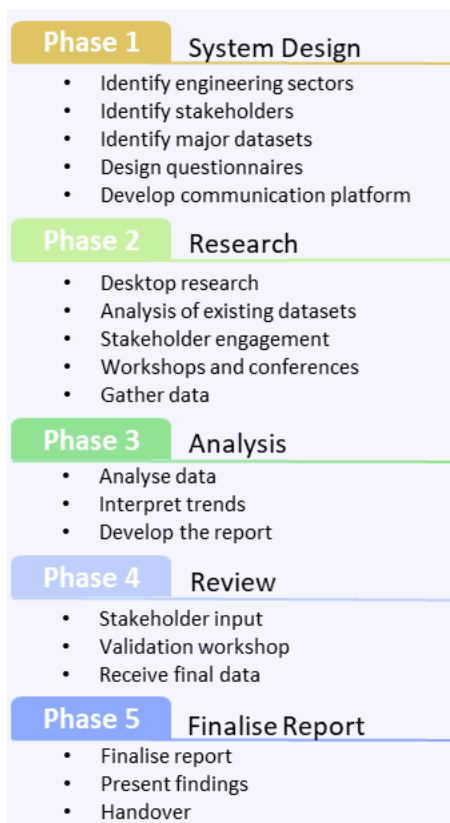 Phase 1 System Design
• Identify engineering sectors
• Identify stakeholders
• Identify major datasets
• Design questionnaires
• Develop communication platform
Phase 2 Research
• Desktop research
• Analysis of existing datasets
• Stakeholder engagement
• Workshops and conferences
• Gather data
Phase 3 Analysis
• Analyse data
• Interpret trends
• Develop the report
Phase 4 Review
• Stakeholder input
• Validation workshop
• Receive final data
Phase 5 Finalise Report
• Finalise report
• Present findings
• Handover